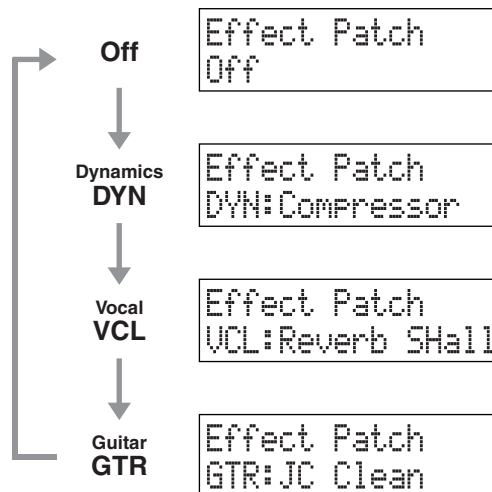 Off
Effect Patch
Off
Dynamics
DYN
Effect Patch
DYN:Compressor
Vocal
VCL
Effect Patch
VCL:Reverb SHall
Guitar
GTR
Effect Patch
GTR:JC Clean